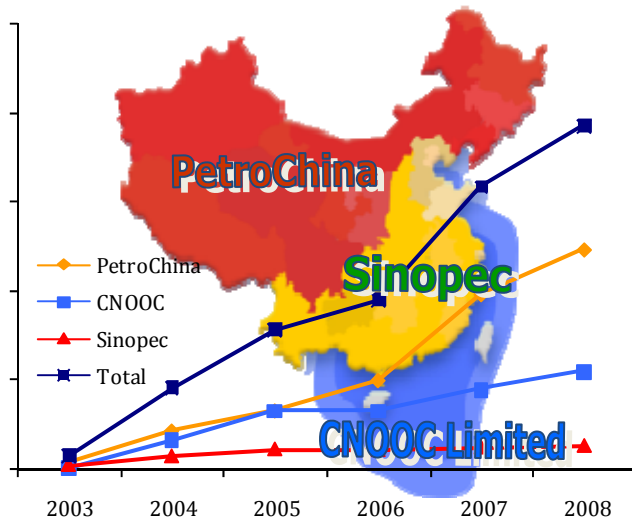 PetroChina
Sinopec
PetroChina
CNOOC
Sinopec
Total
CNOOC Limited
2003 2004 2005 2006 2007 2008